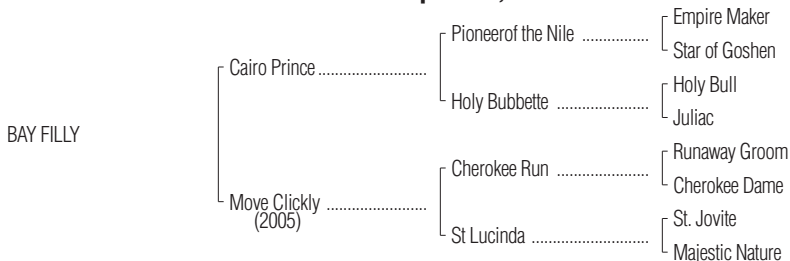 Empire Maker
Pioneerof the Nile ................
Star of Goshen
Cairo Prince ..........................
Holy Bull
Holy Bubbette ......................
Juliac
BAY FILLY
Runaway Groom
Cherokee Run ......................
Cherokee Dame
Move Clickly ........................
(2005)
St. Jovite
St Lucinda ............................
Majestic Nature